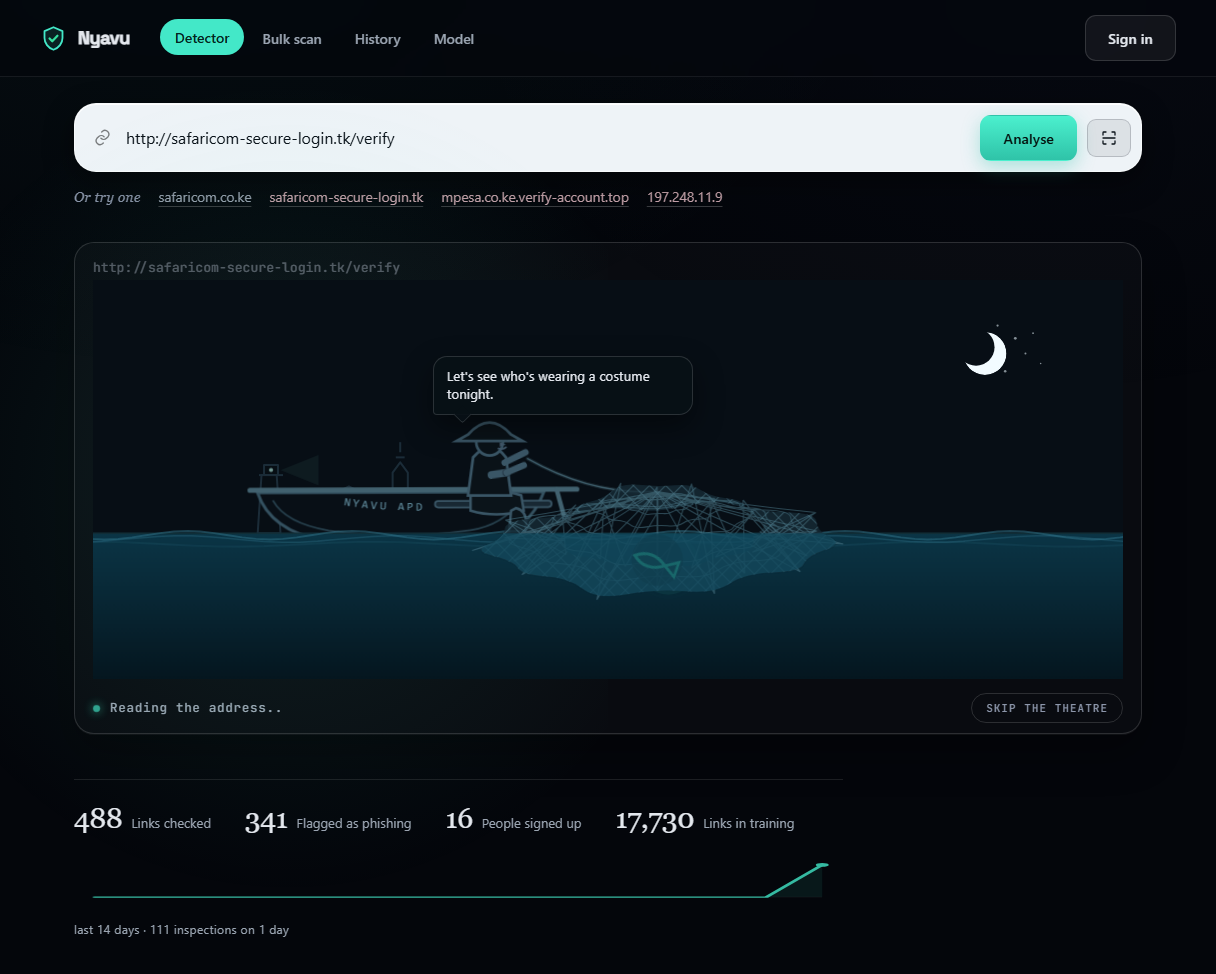 Nyavu
Detector
Bulk scan
History
Model
Sign in
http://safaricom-secure-login.tk/verify
Analyse
Or try one
safaricom.co.ke
safaricom-secure-login.tk
mpesa.co.ke.verify-account.top
197.248.11.9
http://safaricom-secure-login.tk/verify
Let's see who's wearing a costume
tonight.
NYAVU APD
Reading the address..
SKIP THE THEATRE
488 Links checked
341 Flagged as phishing
16 People signed up
17,730 Links in training
last 14 days · 111 inspections on 1 day